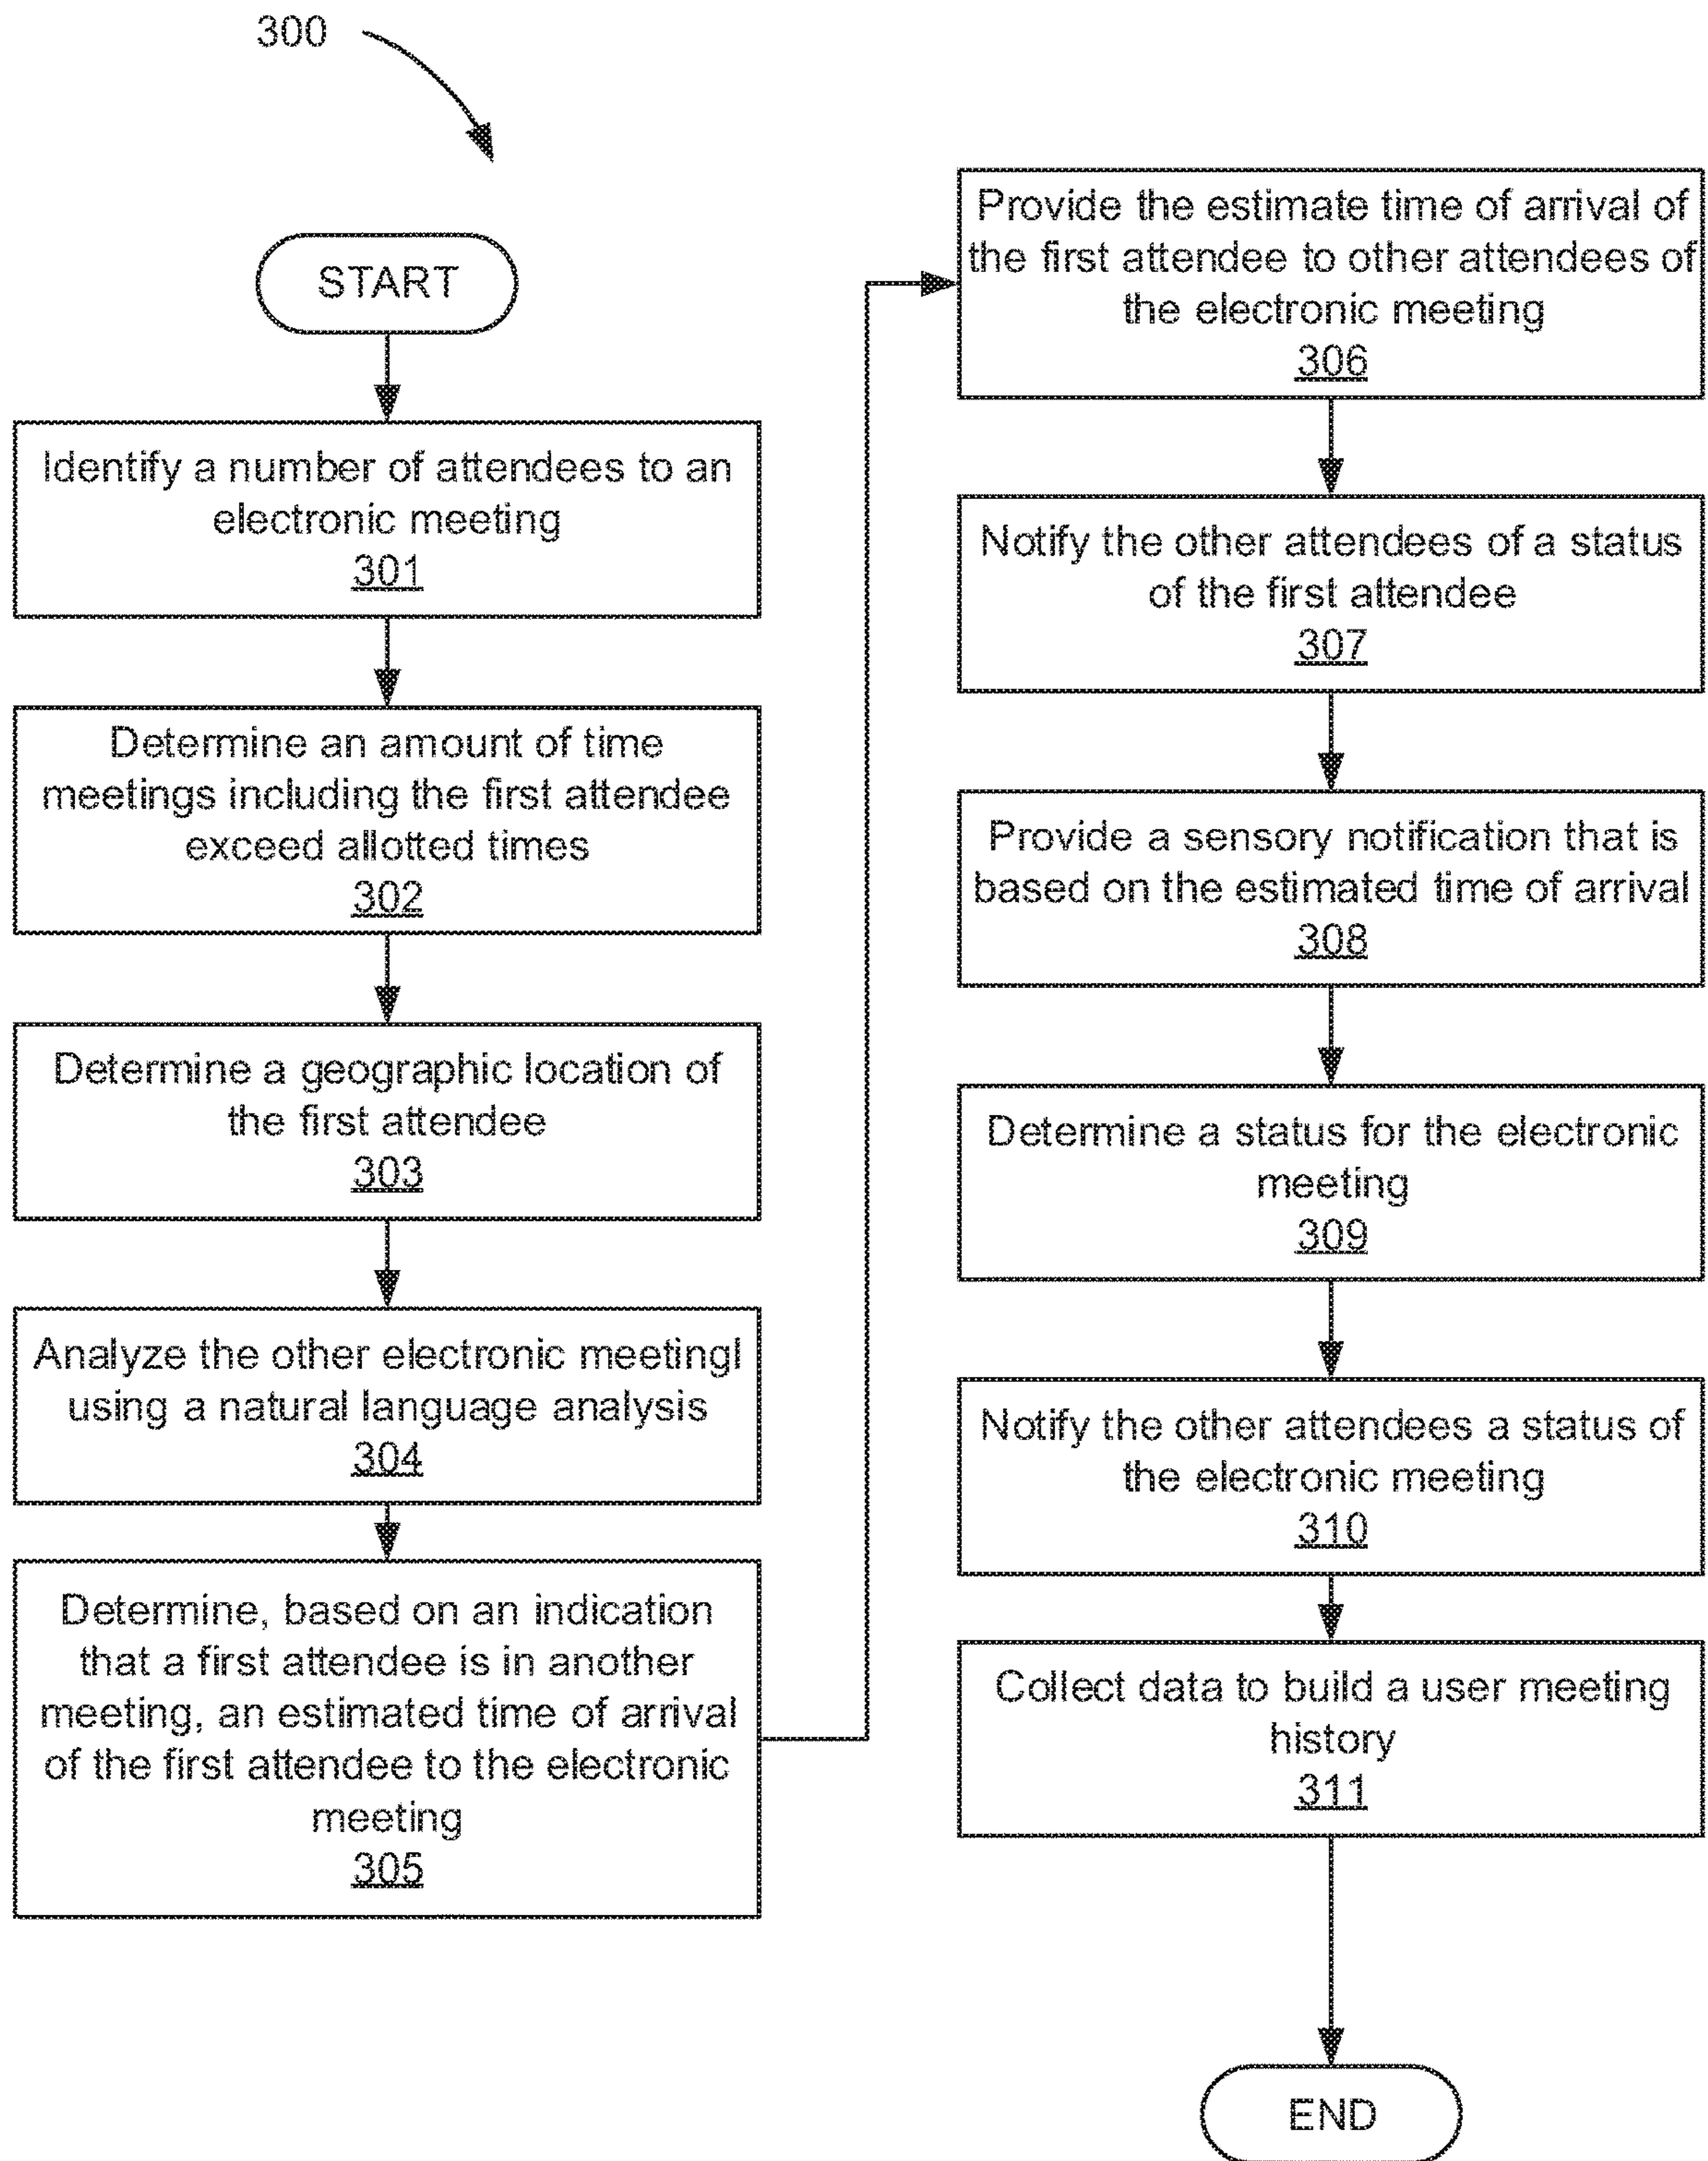 300
START
Identify a number of attendees to an
electronic meeting
301
Determine an amount of time
meetings including the first attendee
exceed allotted times
302
Determine a geographic location of
the first attendee
303
Analyze the other electronic meetingl
using a natural language analysis
304
Determine, based on an indication
that a first attendee is in another
meeting, an estimated time of arrival
of the first attendee to the electronic
meeting
305
Provide the estimate time of arrival of
the first attendee to other attendees of
the electronic meeting
306
Notify the other attendees of a status
of the first attendee
307
Provide a sensory notification that is
based on the estimated time of arrival
308
Determine a status for the electronic
meeting
309
Notify the other attendees a status of
the electronic meeting
310
Collect data to build a user meeting
history
311
END